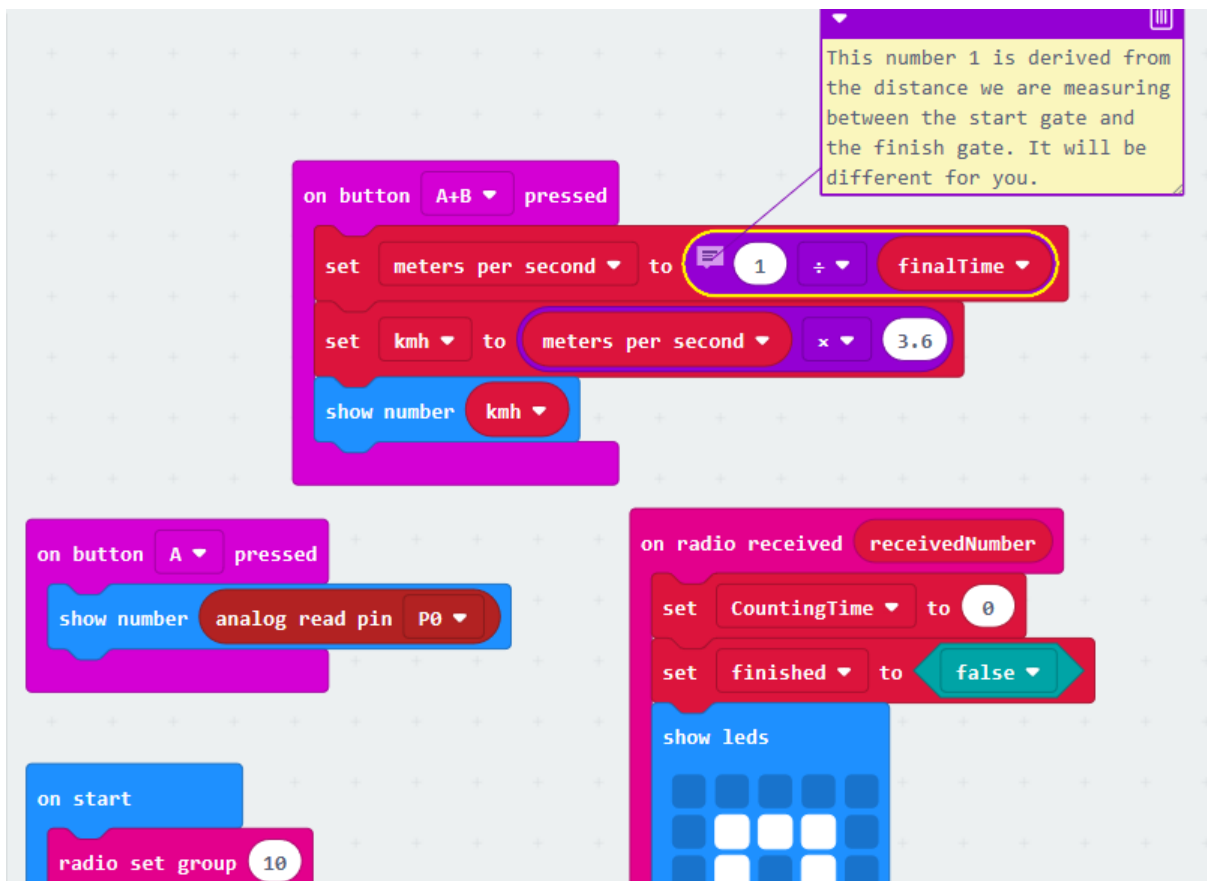 This number 1 is derived from
the distance we are measuring
between the start gate and
the finish gate. It will be
different for you.
on button A+B pressed
set meters per second to 1 ÷ finalTime
set kmh to meters per second × 3.6
show number kmh
on button A pressed
show number analog read pin P0
on start
radio set group 10
on radio received receivedNumber
set CountingTime to 0
set finished to false
show leds